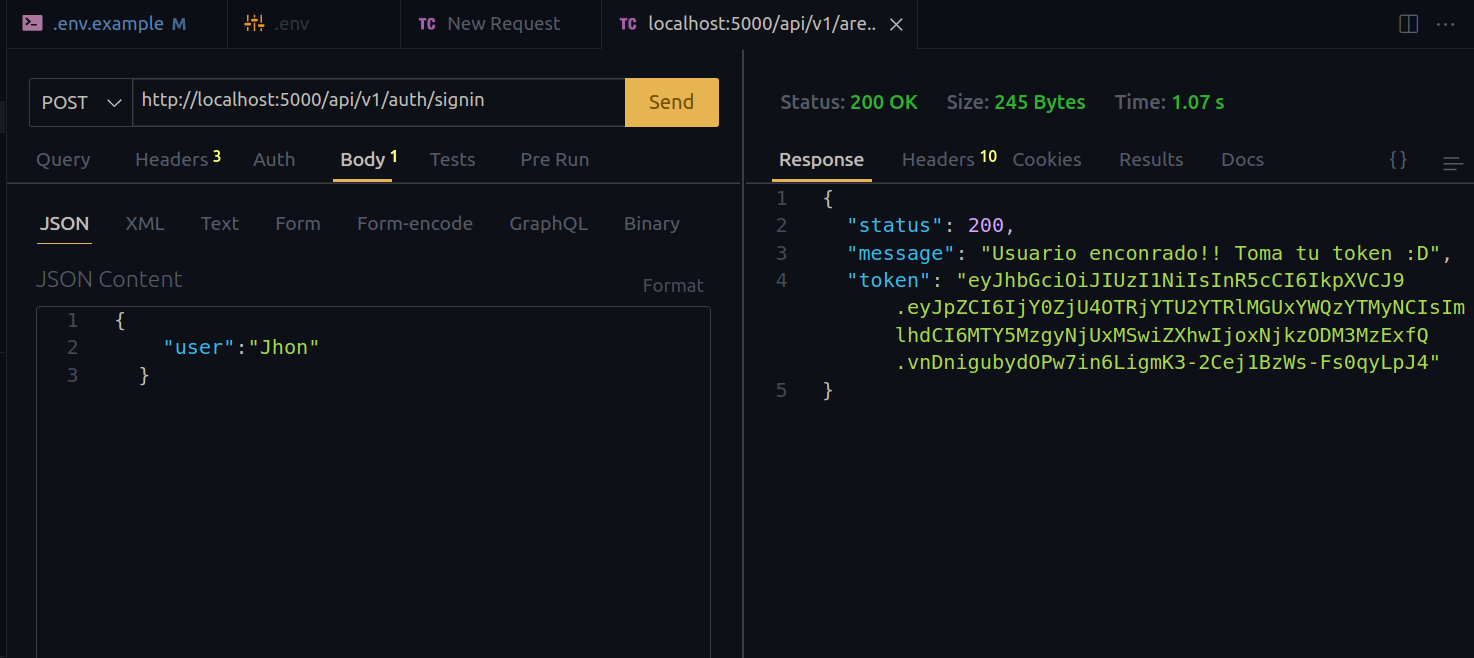 .env.example M
.env
TC New Request
TC localhost:5000/api/v1/are..
POST
http://localhost:5000/api/v1/auth/signin
Send
Status: 200 OK Size: 245 Bytes Time: 1.07 s
Query Headers 3 Auth Body 1 Tests Pre Run
Response Headers 10 Cookies Results Docs {}
JSON XML Text Form Form-encode GraphQL Binary
JSON Content
Format
1 {
2 "user":"Jhon"
3 }
1 {
2 "status": 200,
3 "message": "Usuario enconrado!! Toma tu token :D",
4 "token": "eyJhbGciOiJIUzI1NiIsInR5cCI6IkpXVCJ9
.eyJpZCI6IjY0ZjU4OTRjYTU2YTRlMGUxYWQzYTMyNCIsIm
lhdCI6MTY5MzgyNjUxMSwiZXhwIjoxNjkzODM3MzExfQ
.vnDnigubydOPw7in6LigmK3-2Cej1BzWs-Fs0qyLpJ4"
5 }